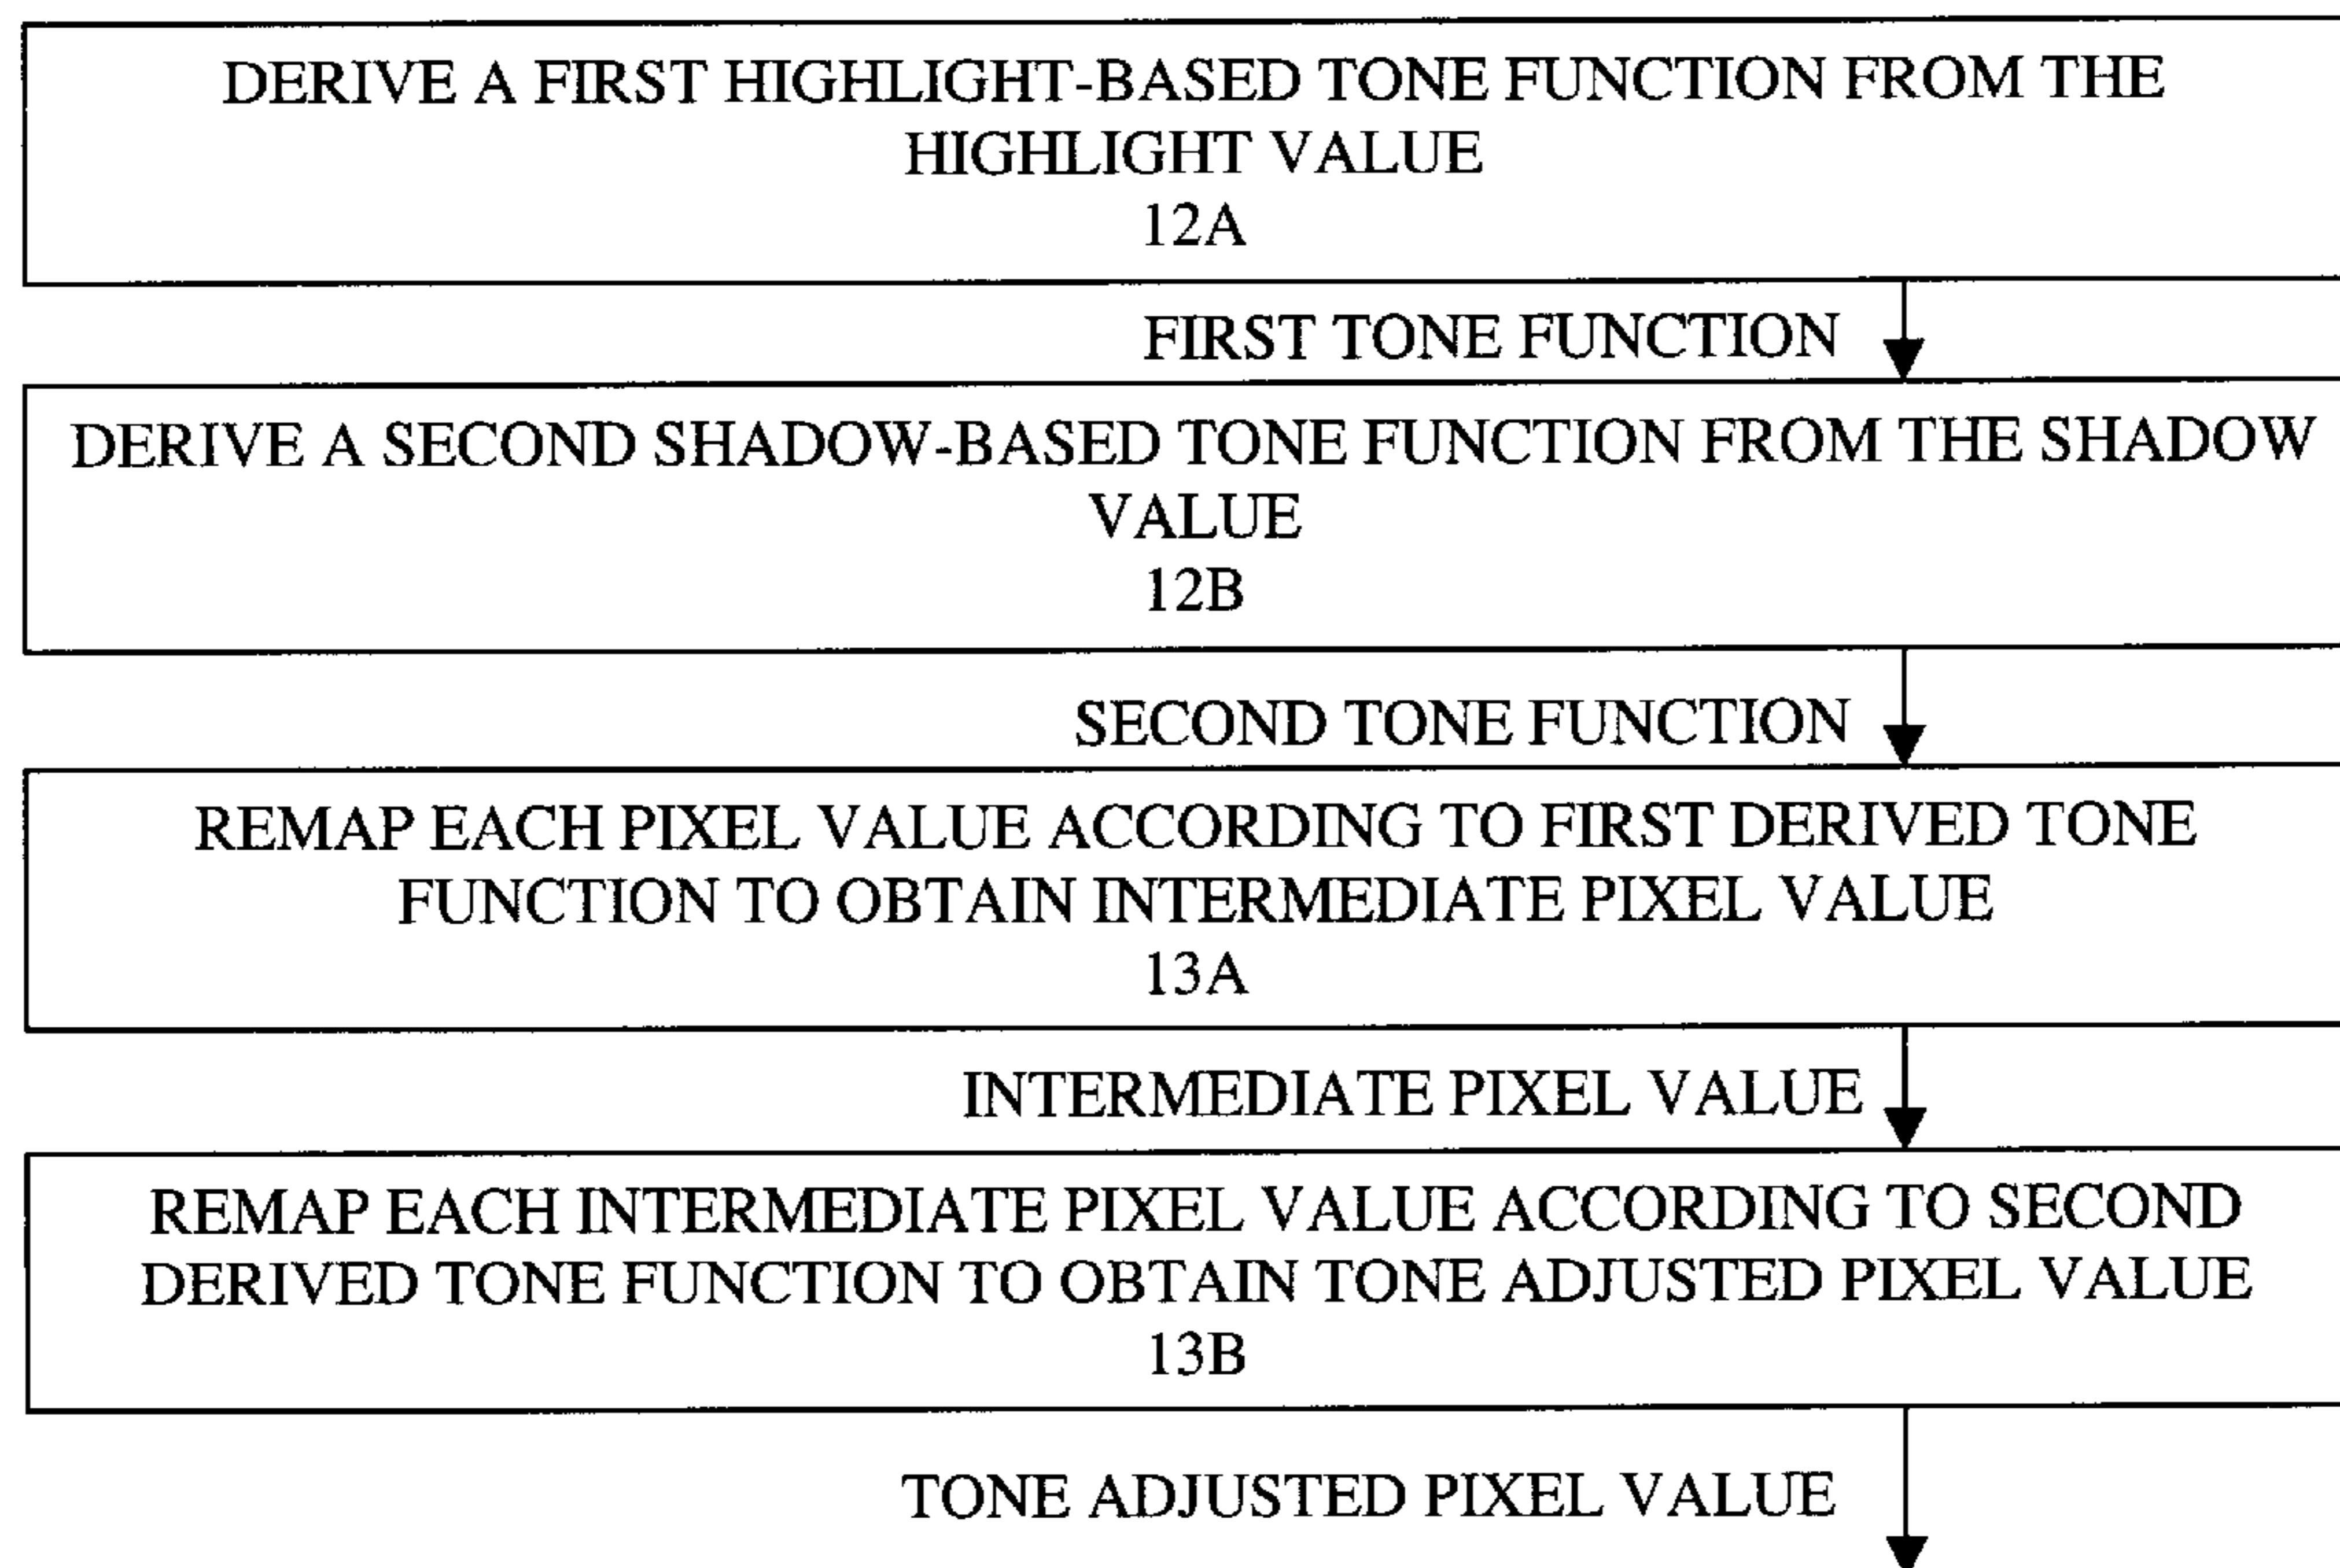 DERIVE A FIRST HIGHLIGHT-BASED TONE FUNCTION FROM THE
HIGHLIGHT VALUE
12A
FIRST TONE FUNCTION
DERIVE A SECOND SHADOW-BASED TONE FUNCTION FROM THE SHADOW
VALUE
12B
SECOND TONE FUNCTION
REMAP EACH PIXEL VALUE ACCORDING TO FIRST DERIVED TONE
FUNCTION TO OBTAIN INTERMEDIATE PIXEL VALUE
13A
INTERMEDIATE PIXEL VALUE
REMAP EACH INTERMEDIATE PIXEL VALUE ACCORDING TO SECOND
DERIVED TONE FUNCTION TO OBTAIN TONE ADJUSTED PIXEL VALUE
13B
TONE ADJUSTED PIXEL VALUE